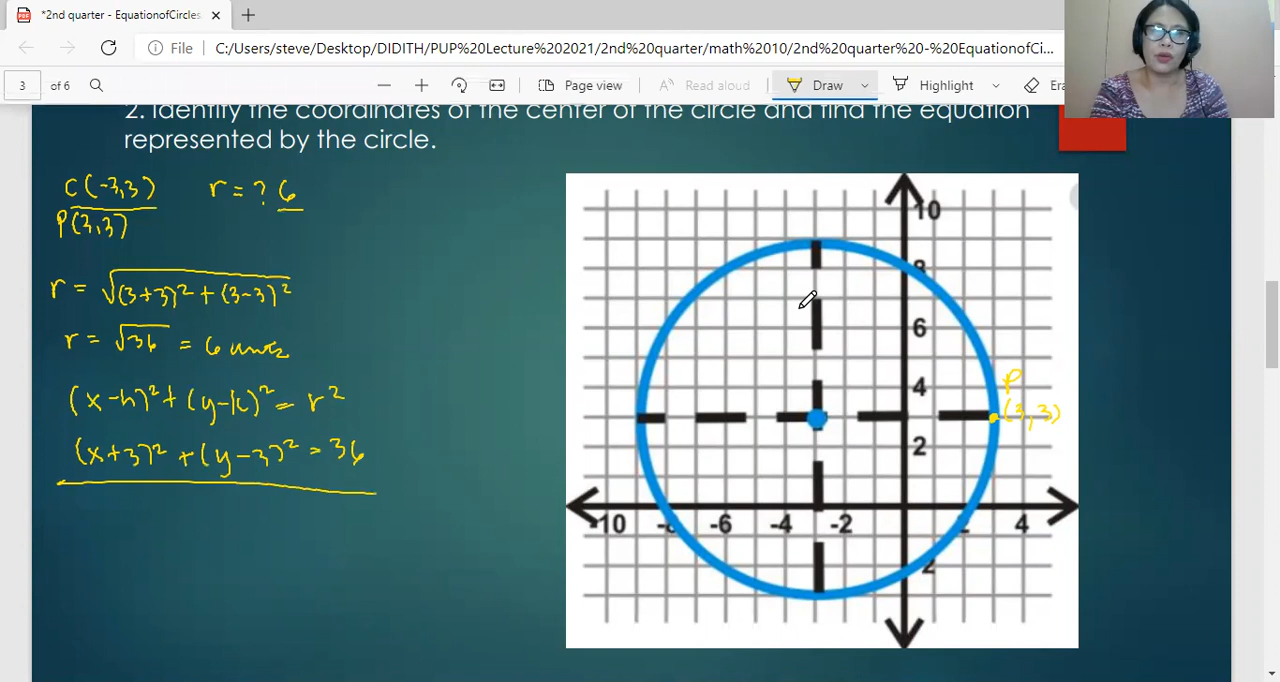 *2nd quarter - EquationofCircles
File C:/Users/steve/Desktop/DIDITH/PUP%20Lecture%202021/2nd%20quarter/math%2010/2nd%20quarter%20-%20EquationofCi...
3 of 6 Page view Read aloud Draw Highlight Era
2. Identify the coordinates of the center of the circle and find the equation
represented by the circle.
C(-3,3) r = ? 6
P(3,3)
r = √(3+3)² + (3-3)²
r = √36 = 6 units
(x-h)² + (y-k)² = r²
(x+3)² + (y-3)² = 36
10
8
6
P
4
(3,3)
2
-10 -8 -6 -4 -2 2 4
2